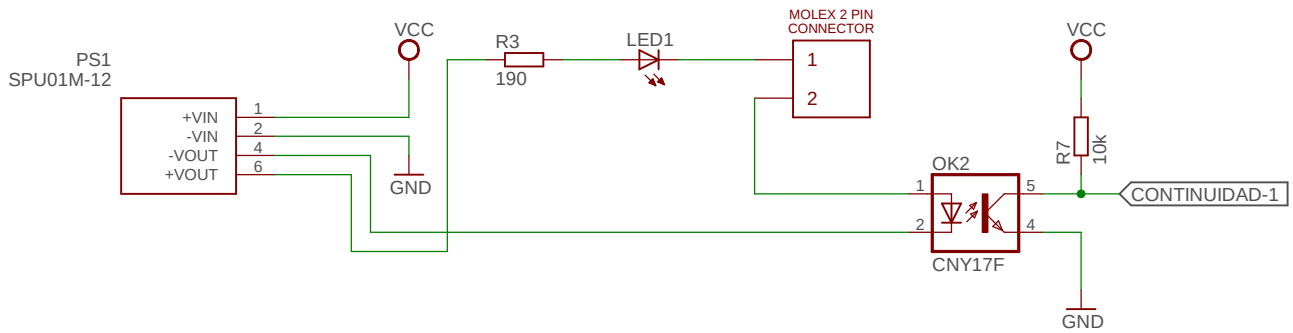 PS1
SPU01M-12
+VIN
1
-VIN
2
-VOUT
4
+VOUT
6
VCC
GND
R3
190
LED1
MOLEX 2 PIN
CONNECTOR
1
2
VCC
R7
10k
OK2
1
2
5
4
CNY17F
CONTINUIDAD-1
GND